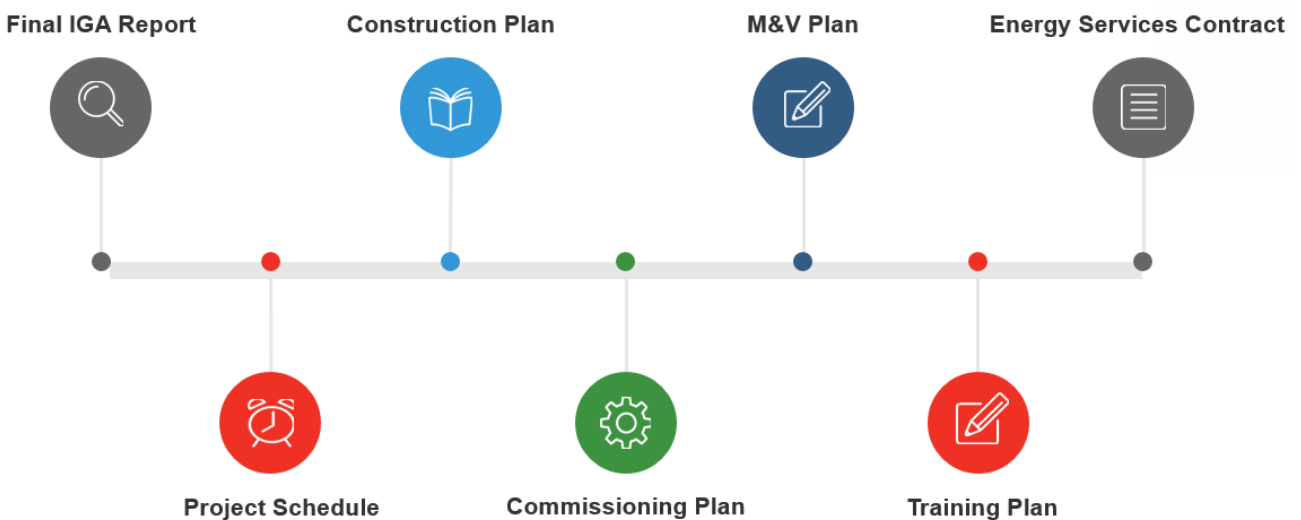 Final IGA Report
Construction Plan
M&V Plan
Energy Services Contract
Project Schedule
Commissioning Plan
Training Plan